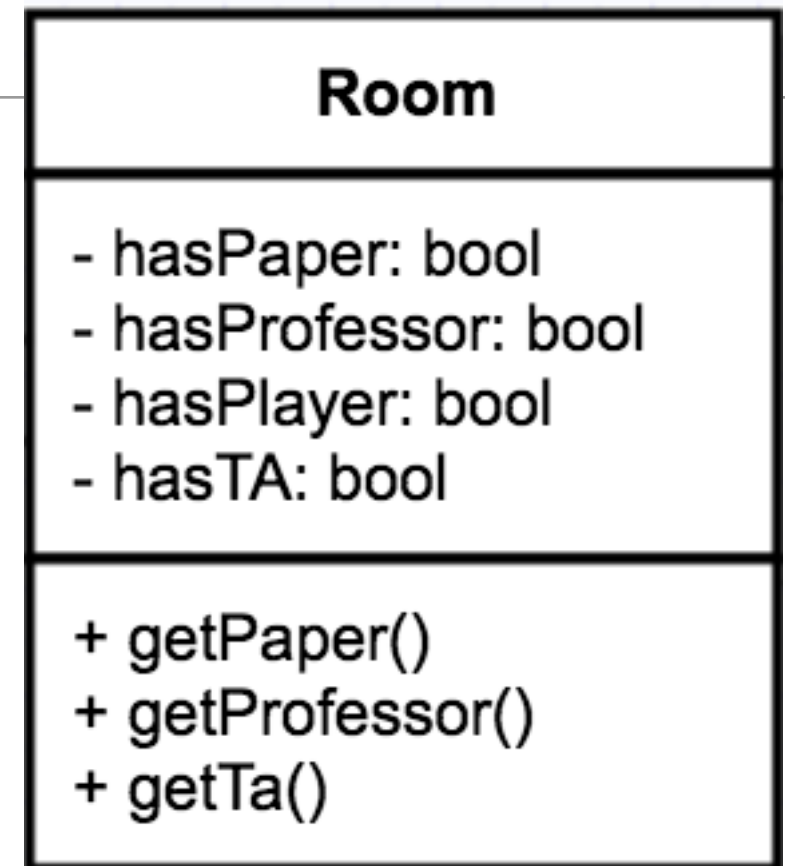 Room
- hasPaper: bool
- hasProfessor: bool
- hasPlayer: bool
- hasTA: bool
+ getPaper()
+ getProfessor()
+ getTa()